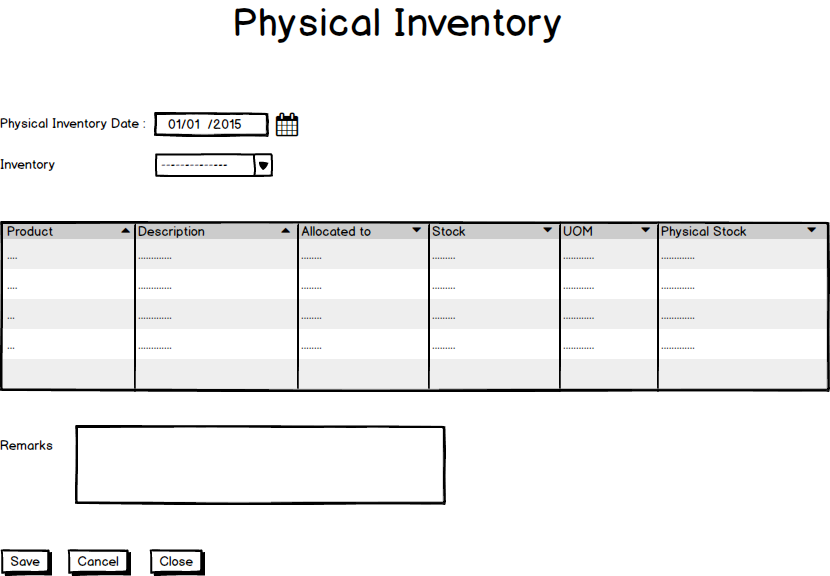 Physical Inventory
Physical Inventory Date : 01/01 /2015
Inventory --------------
Product Description Allocated to Stock UOM Physical Stock
.... ............. ........ ......... ............ .............
.... ............. ........ ......... ............ .............
... ............. ........ ......... ............ .............
... ............. ........ ......... ............ .............
Remarks
Save Cancel Close